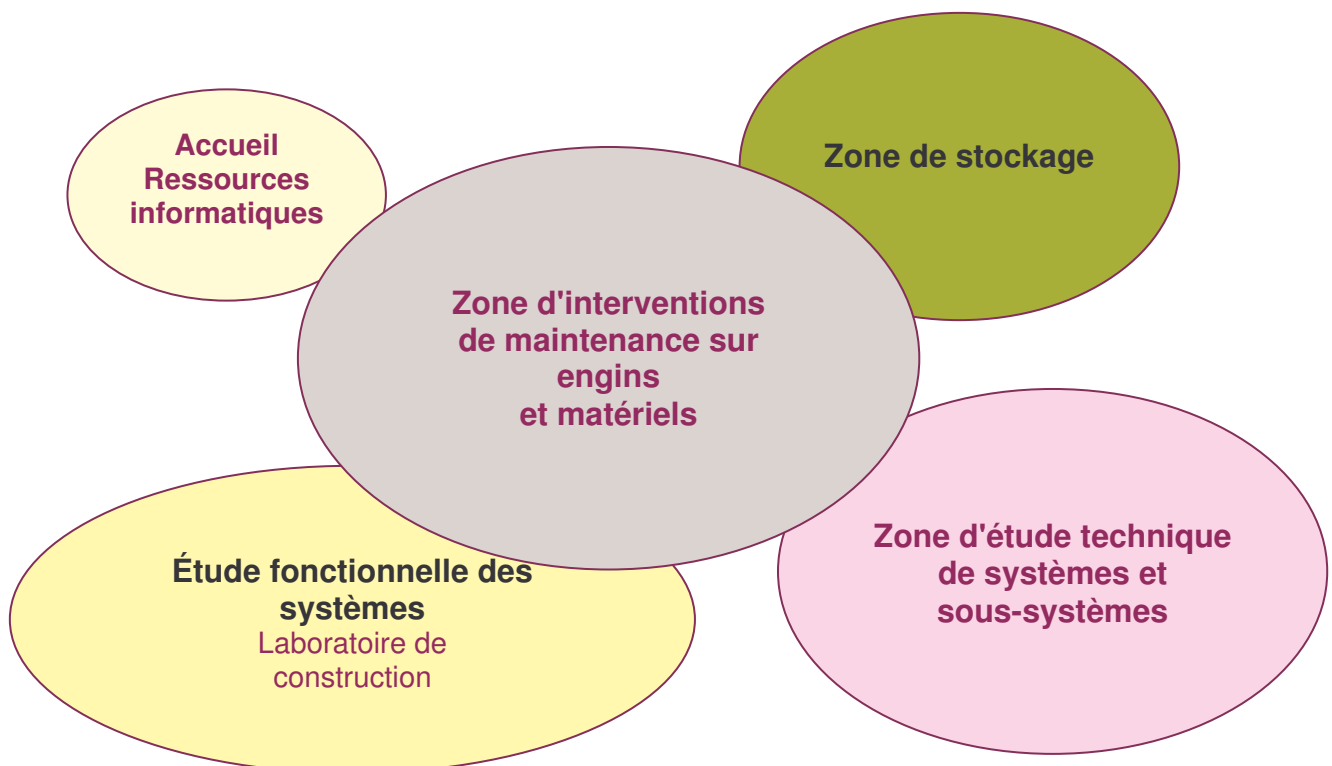 Accueil
Ressources
informatiques
Zone de stockage
Zone d'interventions
de maintenance sur
engins
et matériels
Étude fonctionnelle des
systèmes
Laboratoire de
construction
Zone d'étude technique
de systèmes et
sous-systèmes